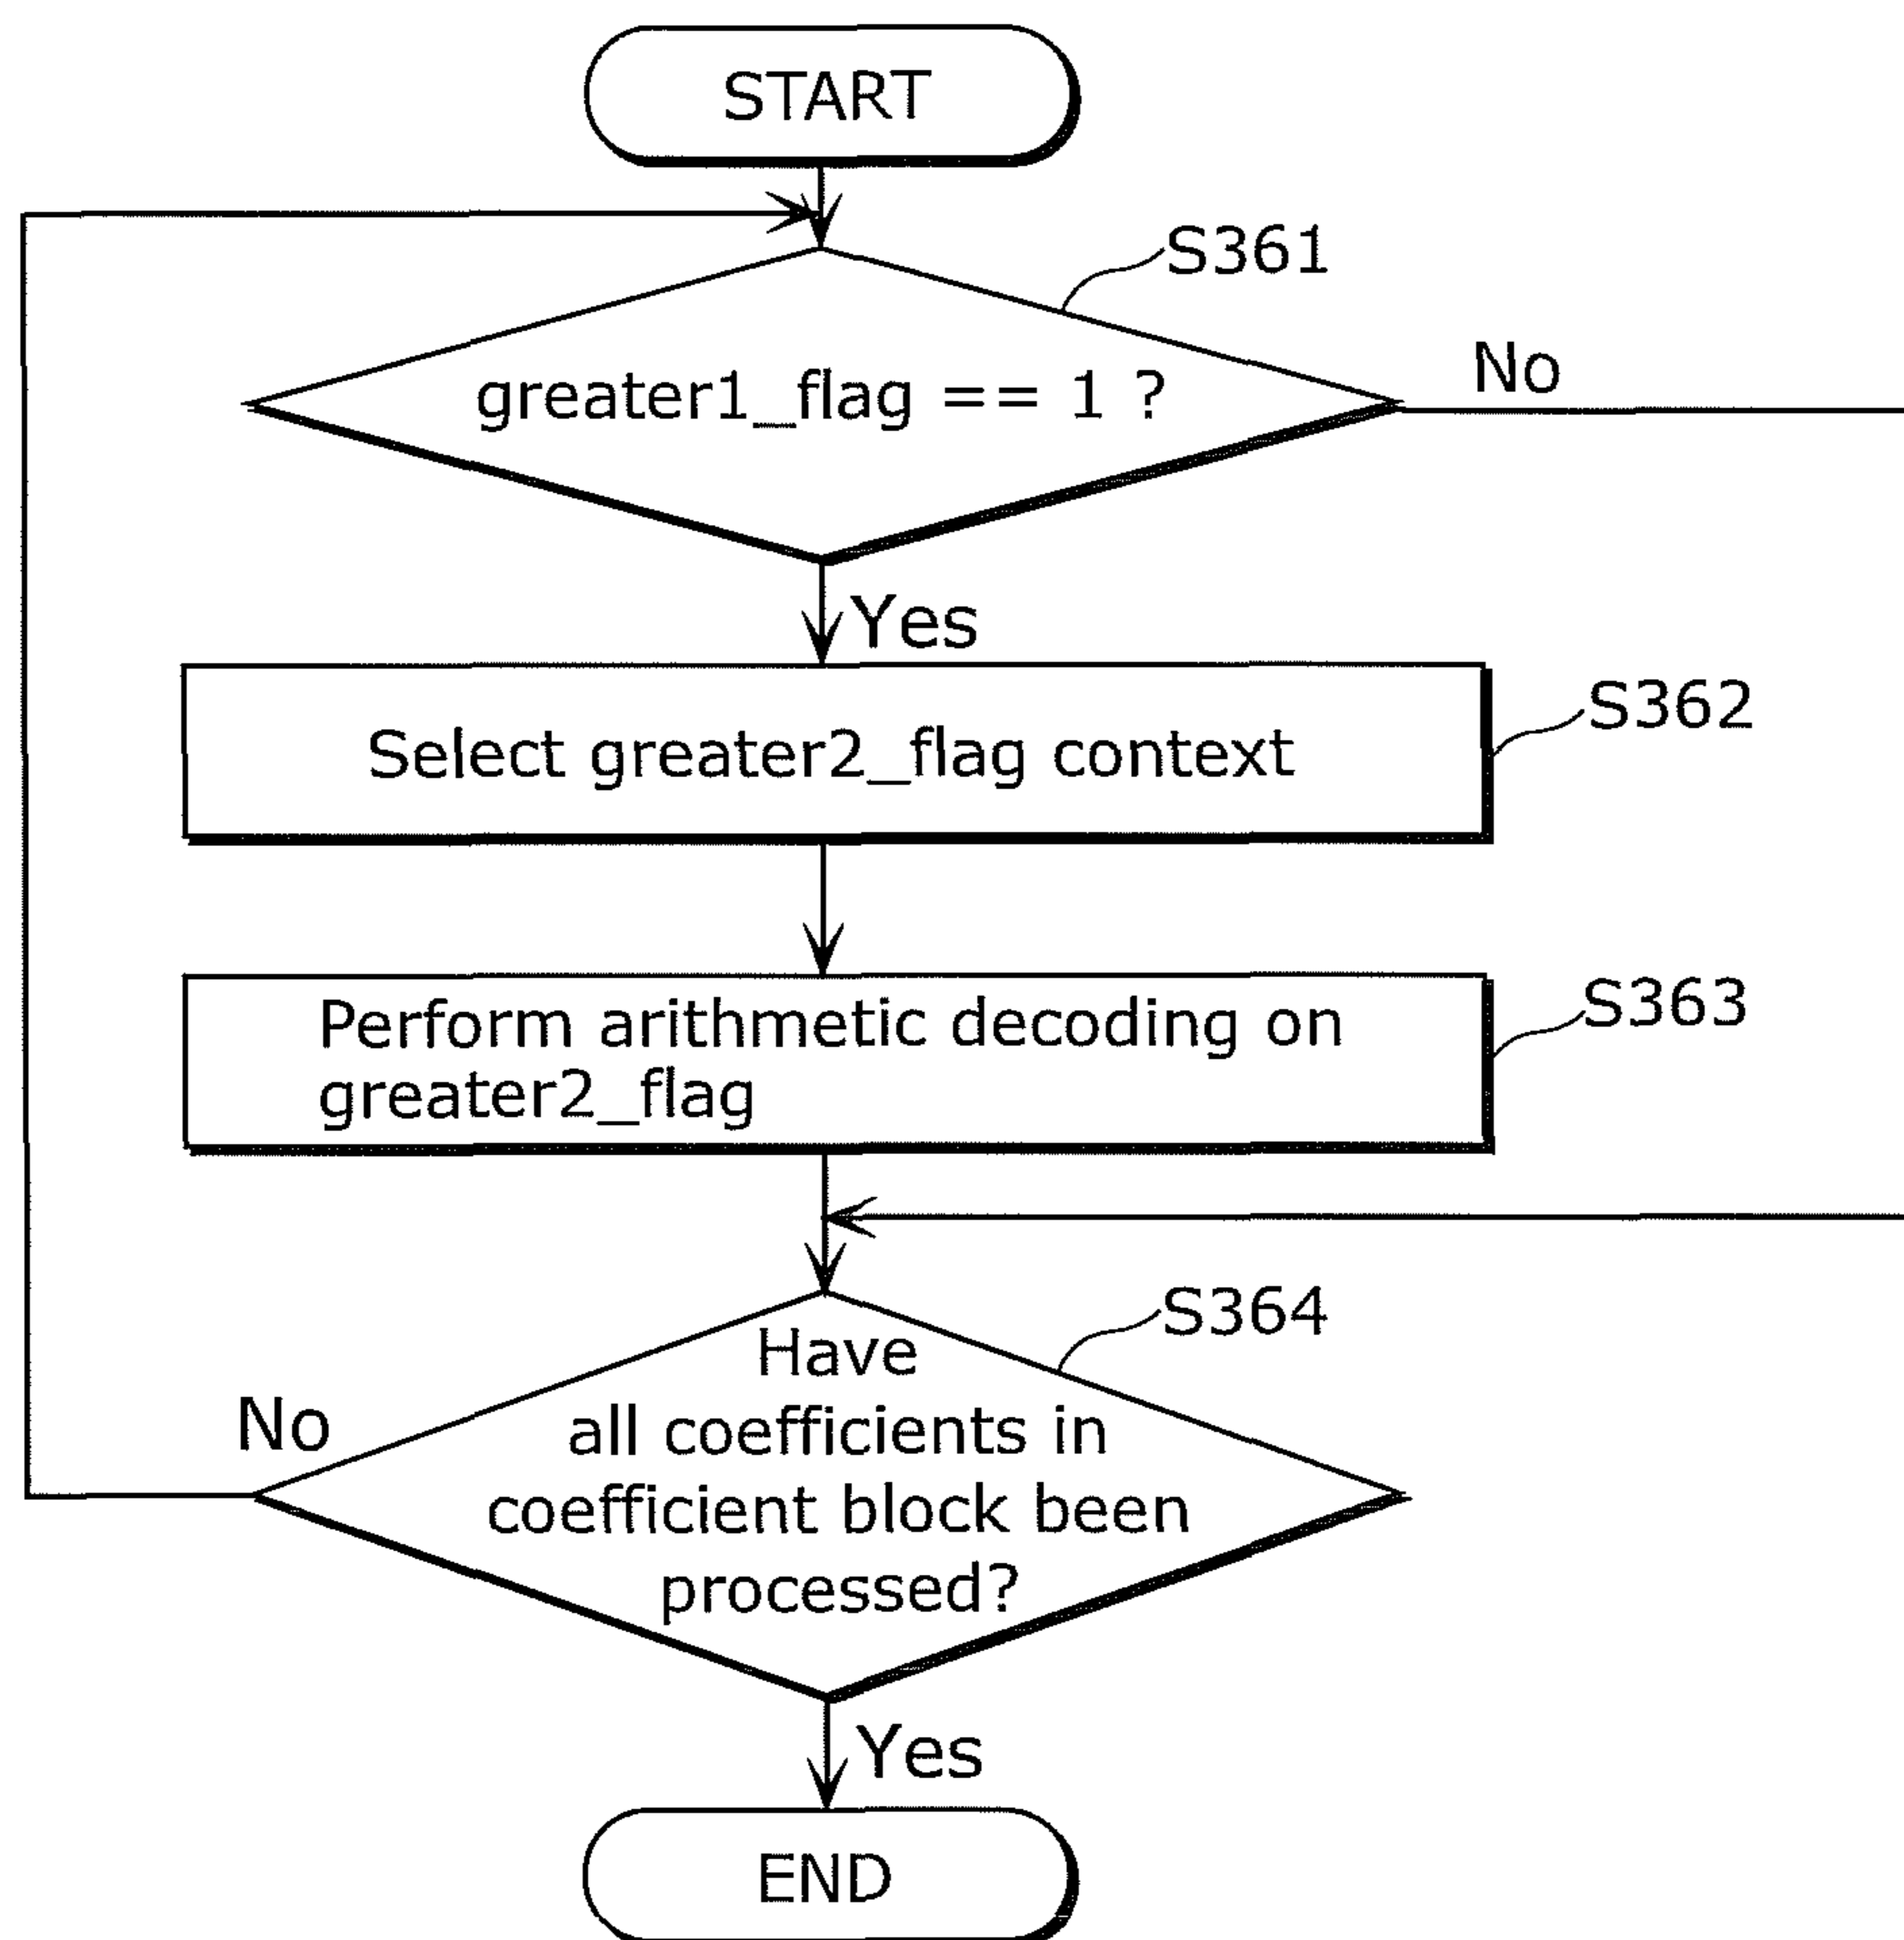 START
S361
greater1_flag == 1 ?
No
Yes
Select greater2_flag context
S362
Perform arithmetic decoding on
greater2_flag
S363
S364
Have
all coefficients in
coefficient block been
processed?
No
Yes
END